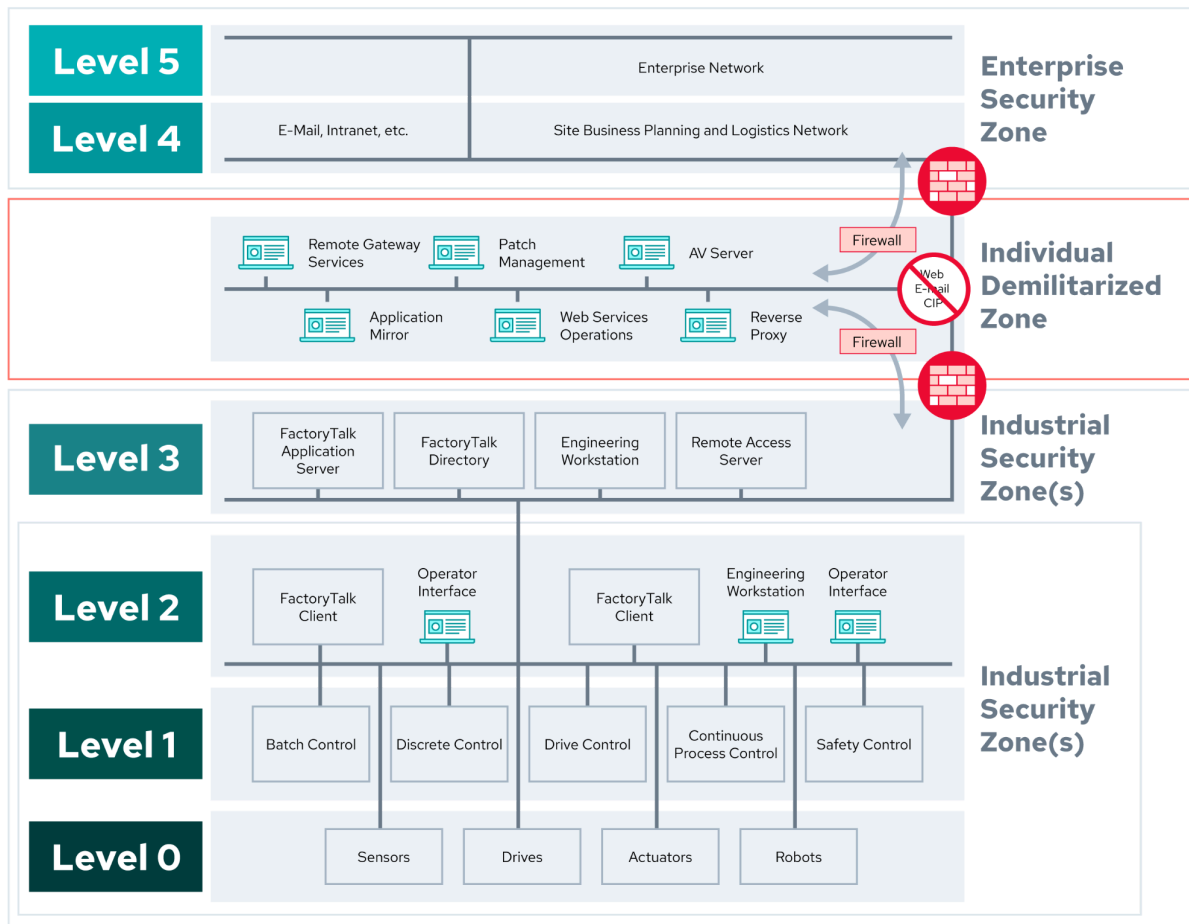 Level 5
Enterprise Network
Enterprise
Security
Zone
Level 4
E-Mail, Intranet, etc.
Site Business Planning and Logistics Network
Remote Gateway
Services
Patch
Management
AV Server
Firewall
Web
E-mail
CIP
Individual
Demilitarized
Zone
Application
Mirror
Web Services
Operations
Reverse
Proxy
Firewall
Level 3
FactoryTalk
Application
Server
FactoryTalk
Directory
Engineering
Workstation
Remote Access
Server
Industrial
Security
Zone(s)
Level 2
FactoryTalk
Client
Operator
Interface
FactoryTalk
Client
Engineering
Workstation
Operator
Interface
Industrial
Security
Zone(s)
Level 1
Batch Control
Discrete Control
Drive Control
Continuous
Process Control
Safety Control
Level 0
Sensors
Drives
Actuators
Robots